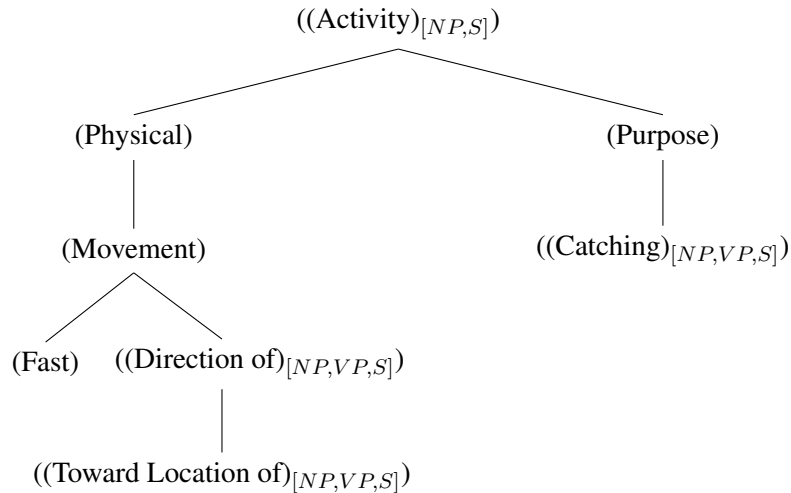 ((Activity)[NP,S])
(Physical) (Purpose)
(Movement) ((Catching)[NP,VP,S])
(Fast) ((Direction of)[NP,VP,S])
((Toward Location of)[NP,VP,S])